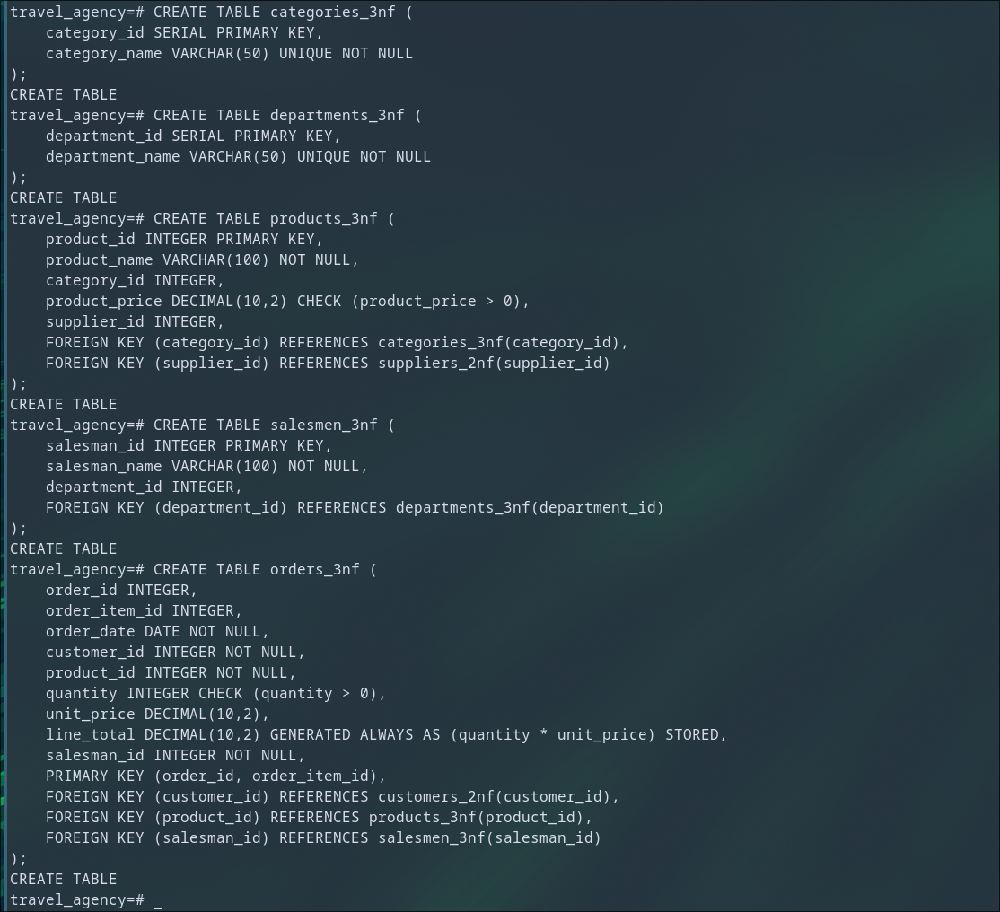 travel_agency=# CREATE TABLE categories_3nf (
    category_id SERIAL PRIMARY KEY,
    category_name VARCHAR(50) UNIQUE NOT NULL
);
CREATE TABLE
travel_agency=# CREATE TABLE departments_3nf (
    department_id SERIAL PRIMARY KEY,
    department_name VARCHAR(50) UNIQUE NOT NULL
);
CREATE TABLE
travel_agency=# CREATE TABLE products_3nf (
    product_id INTEGER PRIMARY KEY,
    product_name VARCHAR(100) NOT NULL,
    category_id INTEGER,
    product_price DECIMAL(10,2) CHECK (product_price > 0),
    supplier_id INTEGER,
    FOREIGN KEY (category_id) REFERENCES categories_3nf(category_id),
    FOREIGN KEY (supplier_id) REFERENCES suppliers_2nf(supplier_id)
);
CREATE TABLE
travel_agency=# CREATE TABLE salesmen_3nf (
    salesman_id INTEGER PRIMARY KEY,
    salesman_name VARCHAR(100) NOT NULL,
    department_id INTEGER,
    FOREIGN KEY (department_id) REFERENCES departments_3nf(department_id)
);
CREATE TABLE
travel_agency=# CREATE TABLE orders_3nf (
    order_id INTEGER,
    order_item_id INTEGER,
    order_date DATE NOT NULL,
    customer_id INTEGER NOT NULL,
    product_id INTEGER NOT NULL,
    quantity INTEGER CHECK (quantity > 0),
    unit_price DECIMAL(10,2),
    line_total DECIMAL(10,2) GENERATED ALWAYS AS (quantity * unit_price) STORED,
    salesman_id INTEGER NOT NULL,
    PRIMARY KEY (order_id, order_item_id),
    FOREIGN KEY (customer_id) REFERENCES customers_2nf(customer_id),
    FOREIGN KEY (product_id) REFERENCES products_3nf(product_id),
    FOREIGN KEY (salesman_id) REFERENCES salesmen_3nf(salesman_id)
);
CREATE TABLE
travel_agency=# _